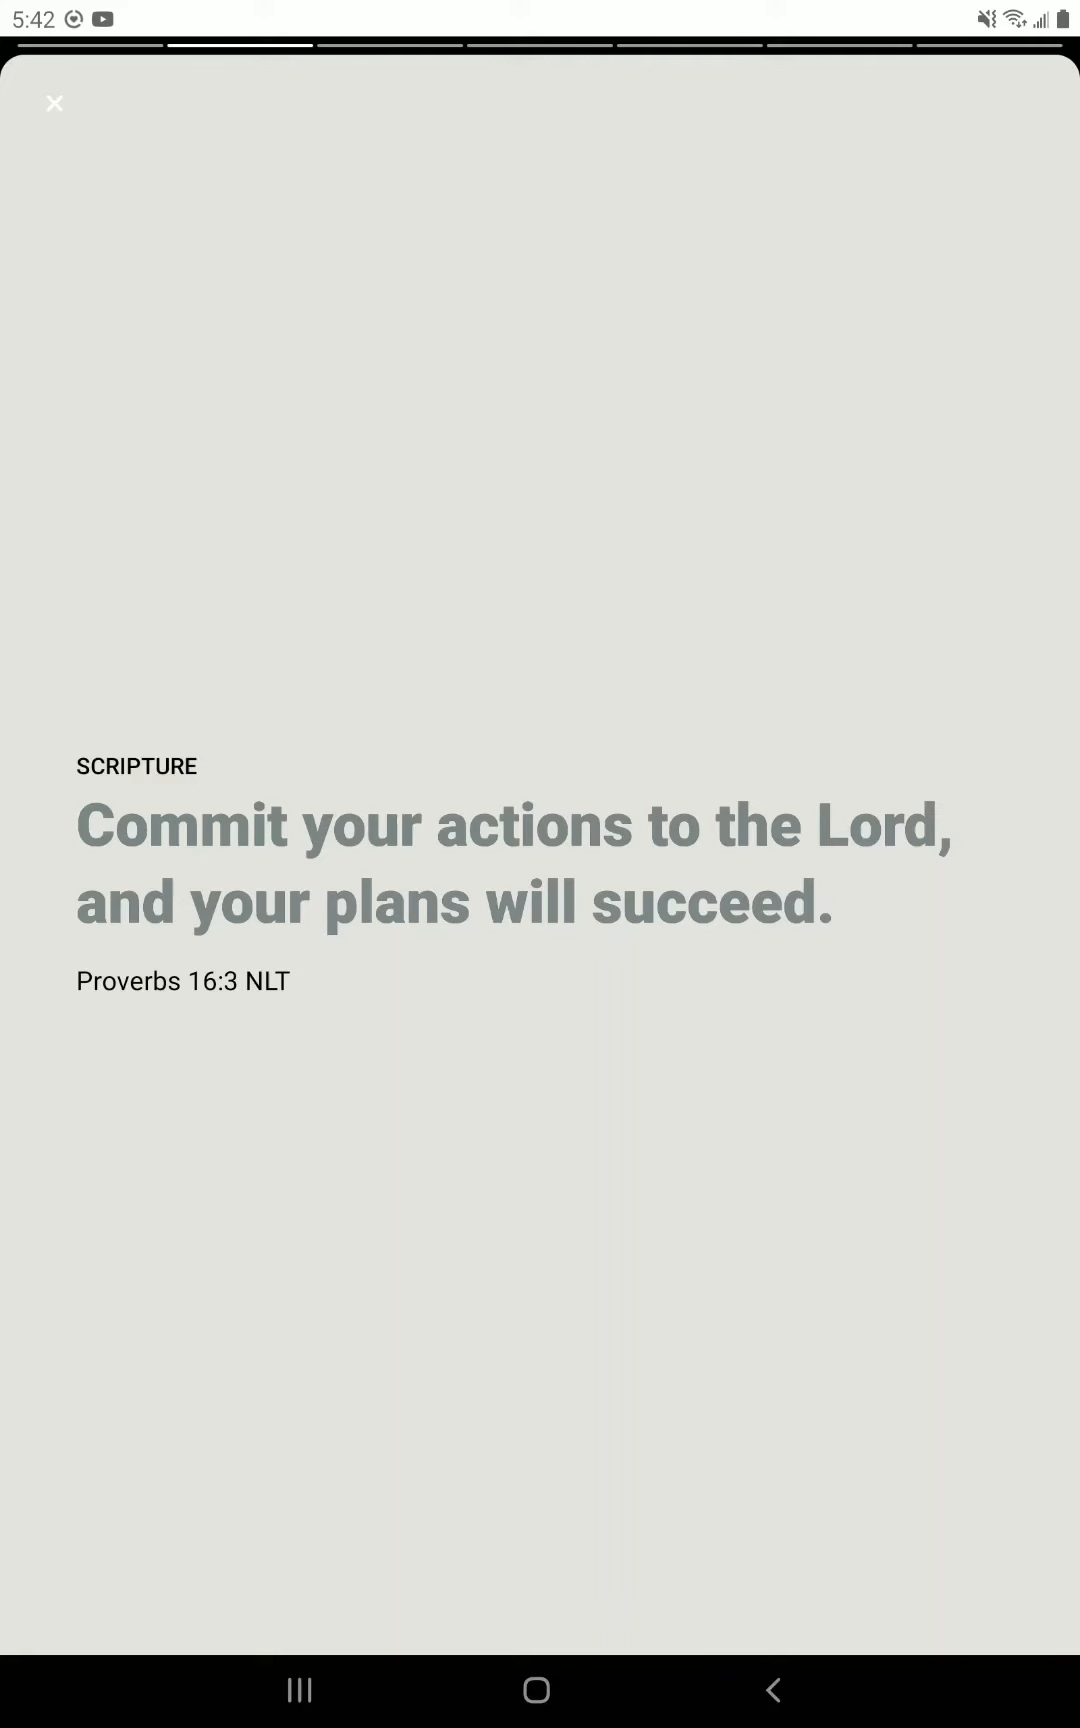 5:42
SCRIPTURE
Commit your actions to the Lord,
and your plans will succeed.
Proverbs 16:3 NLT